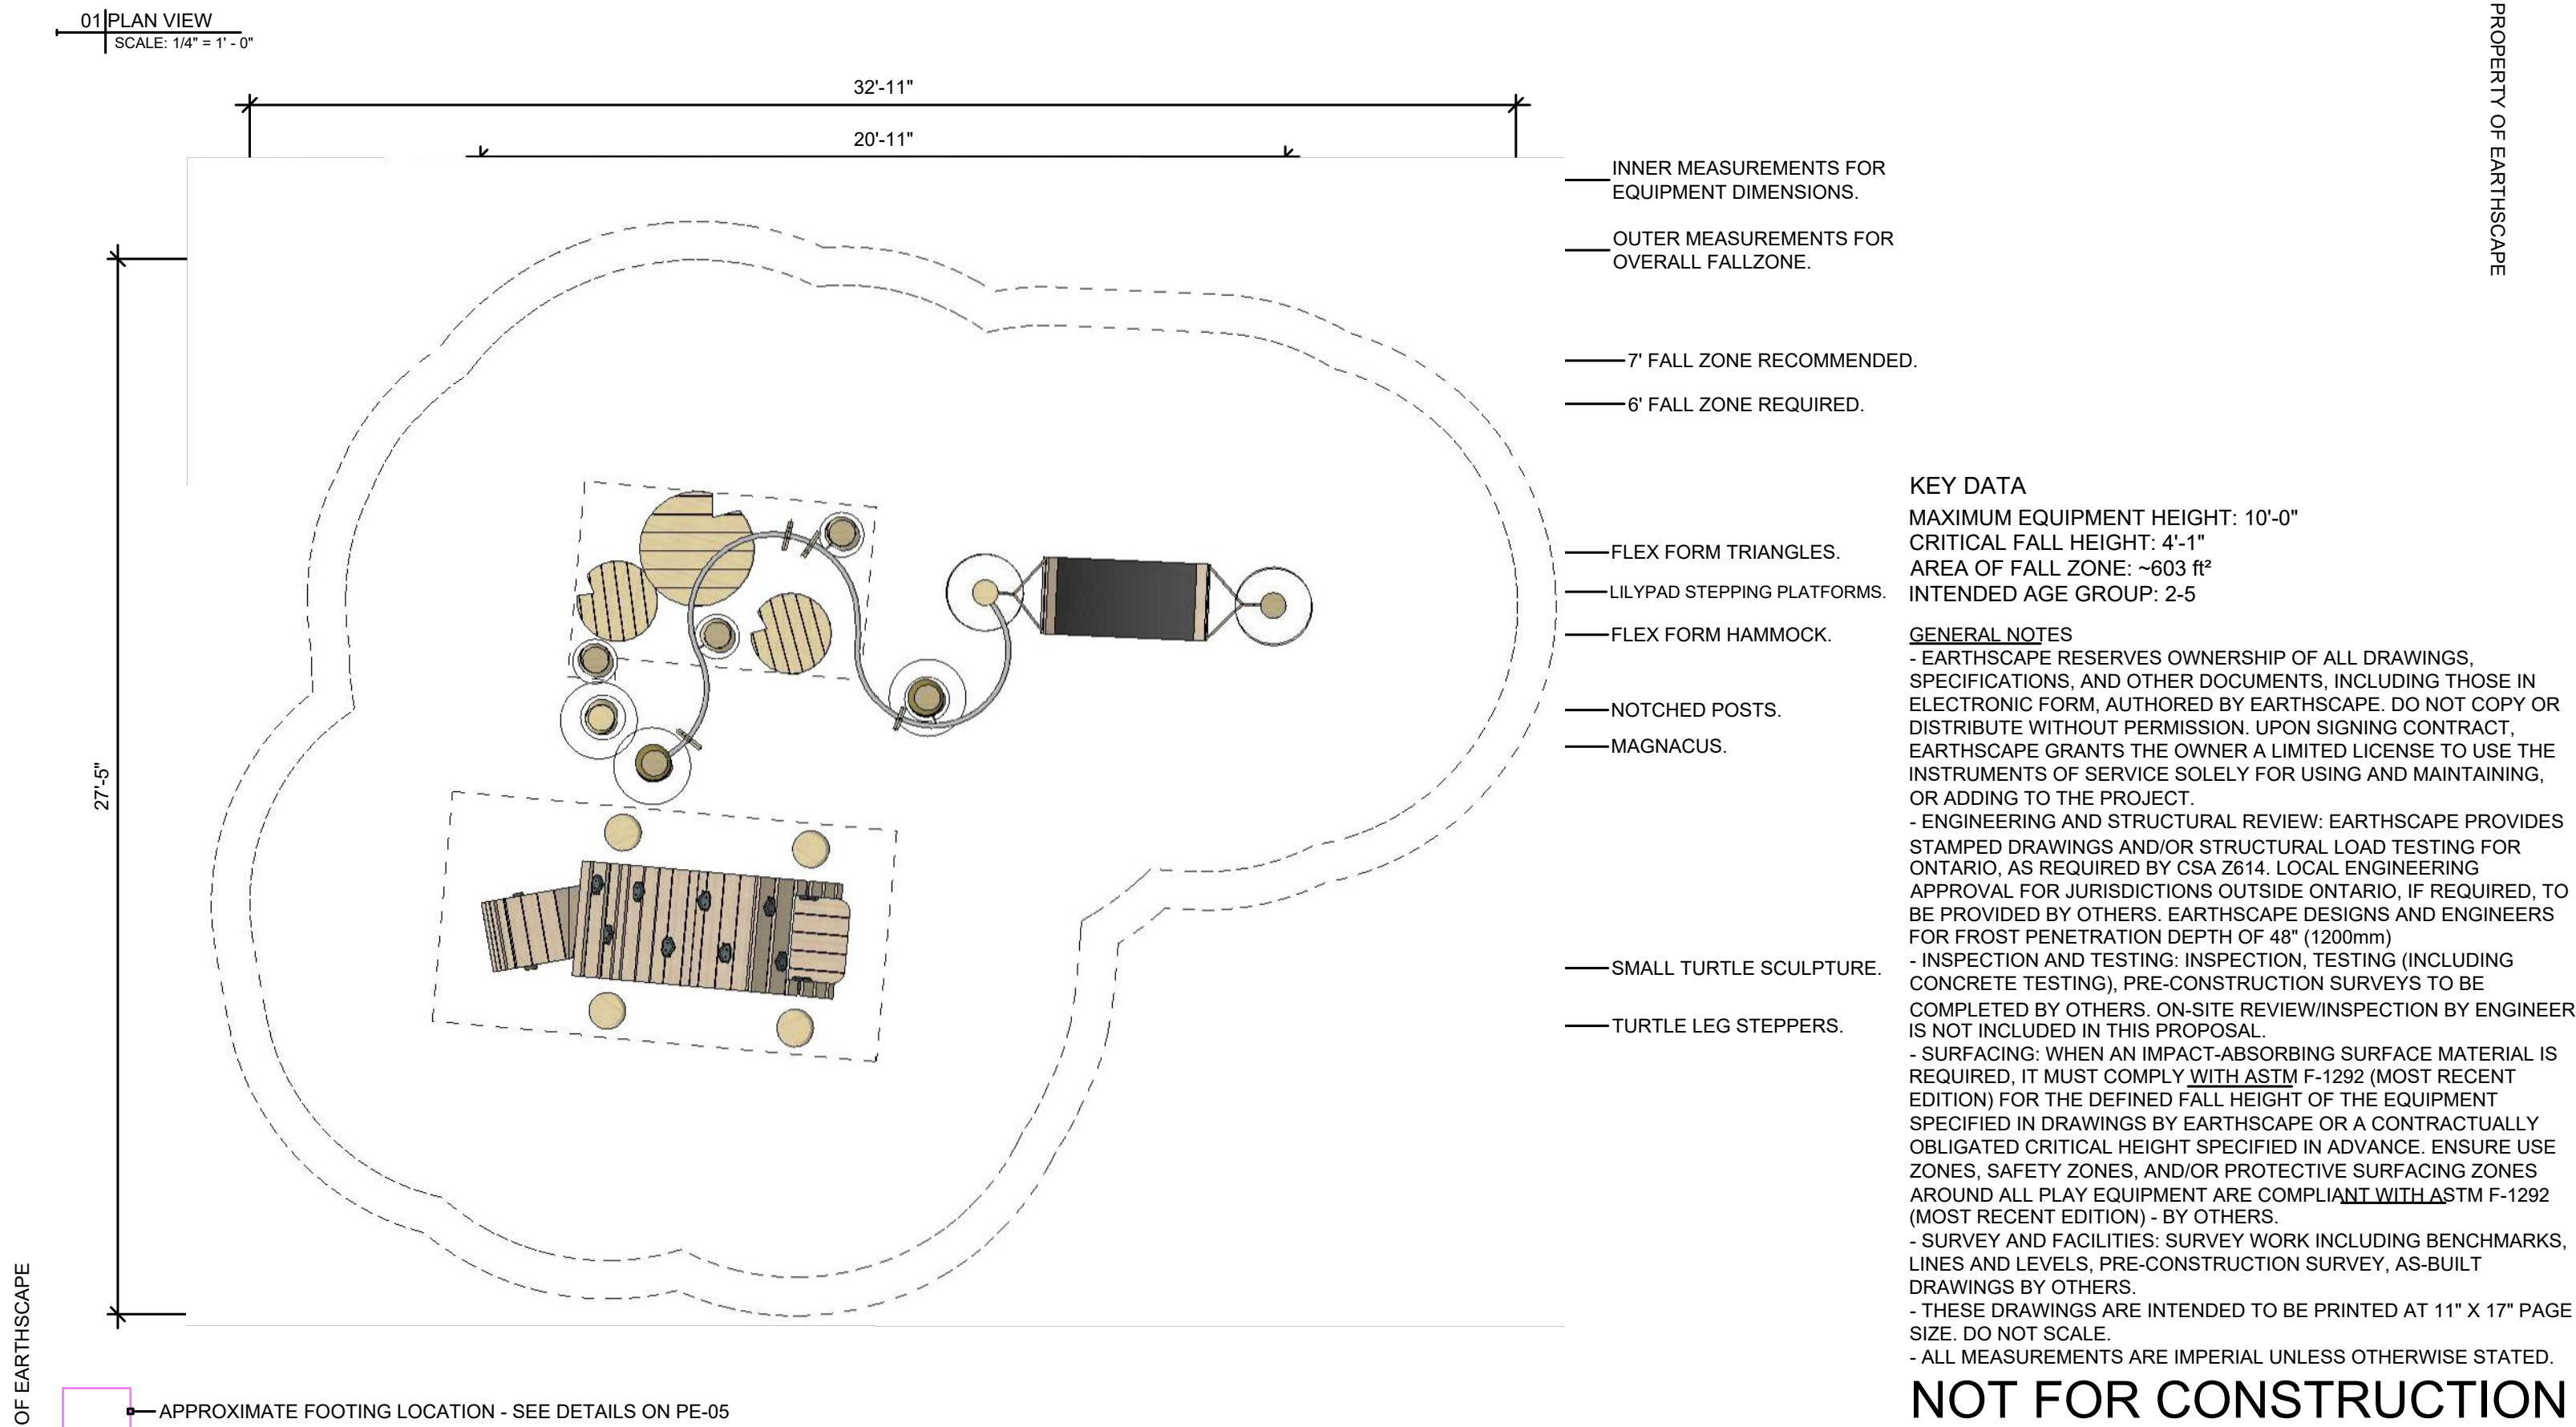 01 PLAN VIEW
SCALE: 1/4" = 1' - 0"
32'-11"
20'-11"
27'-5"
INNER MEASUREMENTS FOR
EQUIPMENT DIMENSIONS.
OUTER MEASUREMENTS FOR
OVERALL FALLZONE.
7' FALL ZONE RECOMMENDED.
6' FALL ZONE REQUIRED.
FLEX FORM TRIANGLES.
LILYPAD STEPPING PLATFORMS.
FLEX FORM HAMMOCK.
NOTCHED POSTS.
MAGNACUS.
SMALL TURTLE SCULPTURE.
TURTLE LEG STEPPERS.
PROPERTY OF EARTHSCAPE
KEY DATA
MAXIMUM EQUIPMENT HEIGHT: 10'-0"
CRITICAL FALL HEIGHT: 4'-1"
AREA OF FALL ZONE: ~603 ft²
INTENDED AGE GROUP: 2-5
GENERAL NOTES
- EARTHSCAPE RESERVES OWNERSHIP OF ALL DRAWINGS,
SPECIFICATIONS, AND OTHER DOCUMENTS, INCLUDING THOSE IN
ELECTRONIC FORM, AUTHORED BY EARTHSCAPE. DO NOT COPY OR
DISTRIBUTE WITHOUT PERMISSION. UPON SIGNING CONTRACT,
EARTHSCAPE GRANTS THE OWNER A LIMITED LICENSE TO USE THE
INSTRUMENTS OF SERVICE SOLELY FOR USING AND MAINTAINING,
OR ADDING TO THE PROJECT.
- ENGINEERING AND STRUCTURAL REVIEW: EARTHSCAPE PROVIDES
STAMPED DRAWINGS AND/OR STRUCTURAL LOAD TESTING FOR
ONTARIO, AS REQUIRED BY CSA Z614. LOCAL ENGINEERING
APPROVAL FOR JURISDICTIONS OUTSIDE ONTARIO, IF REQUIRED, TO
BE PROVIDED BY OTHERS. EARTHSCAPE DESIGNS AND ENGINEERS
FOR FROST PENETRATION DEPTH OF 48" (1200mm)
- INSPECTION AND TESTING: INSPECTION, TESTING (INCLUDING
CONCRETE TESTING), PRE-CONSTRUCTION SURVEYS TO BE
COMPLETED BY OTHERS. ON-SITE REVIEW/INSPECTION BY ENGINEER
IS NOT INCLUDED IN THIS PROPOSAL.
- SURFACING: WHEN AN IMPACT-ABSORBING SURFACE MATERIAL IS
REQUIRED, IT MUST COMPLY WITH ASTM F-1292 (MOST RECENT
EDITION) FOR THE DEFINED FALL HEIGHT OF THE EQUIPMENT
SPECIFIED IN DRAWINGS BY EARTHSCAPE OR A CONTRACTUALLY
OBLIGATED CRITICAL HEIGHT SPECIFIED IN ADVANCE. ENSURE USE
ZONES, SAFETY ZONES, AND/OR PROTECTIVE SURFACING ZONES
AROUND ALL PLAY EQUIPMENT ARE COMPLIANT WITH ASTM F-1292
(MOST RECENT EDITION) - BY OTHERS.
- SURVEY AND FACILITIES: SURVEY WORK INCLUDING BENCHMARKS,
LINES AND LEVELS, PRE-CONSTRUCTION SURVEY, AS-BUILT
DRAWINGS BY OTHERS.
- THESE DRAWINGS ARE INTENDED TO BE PRINTED AT 11" X 17" PAGE
SIZE. DO NOT SCALE.
- ALL MEASUREMENTS ARE IMPERIAL UNLESS OTHERWISE STATED.
NOT FOR CONSTRUCTION
OF EARTHSCAPE
APPROXIMATE FOOTING LOCATION - SEE DETAILS ON PE-05